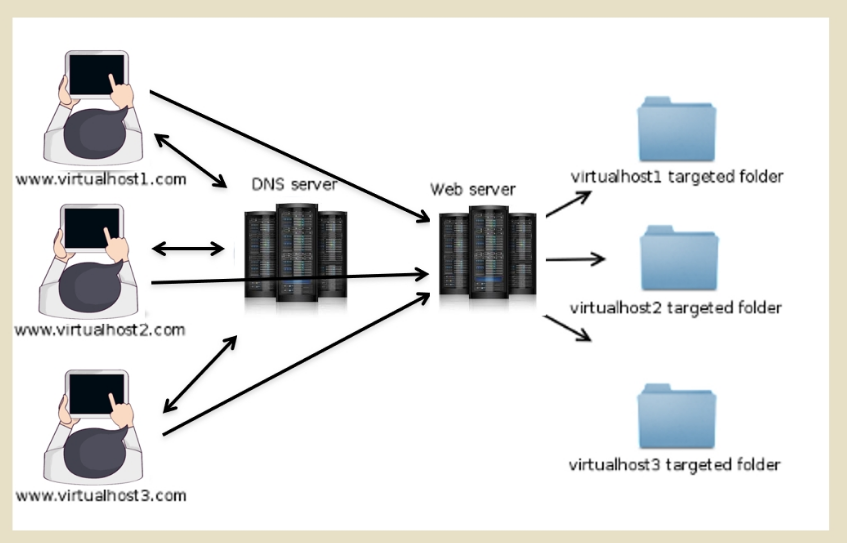 www.virtualhost1.com
DNS server
Web server
virtualhost1 targeted folder
www.virtualhost2.com
virtualhost2 targeted folder
www.virtualhost3.com
virtualhost3 targeted folder